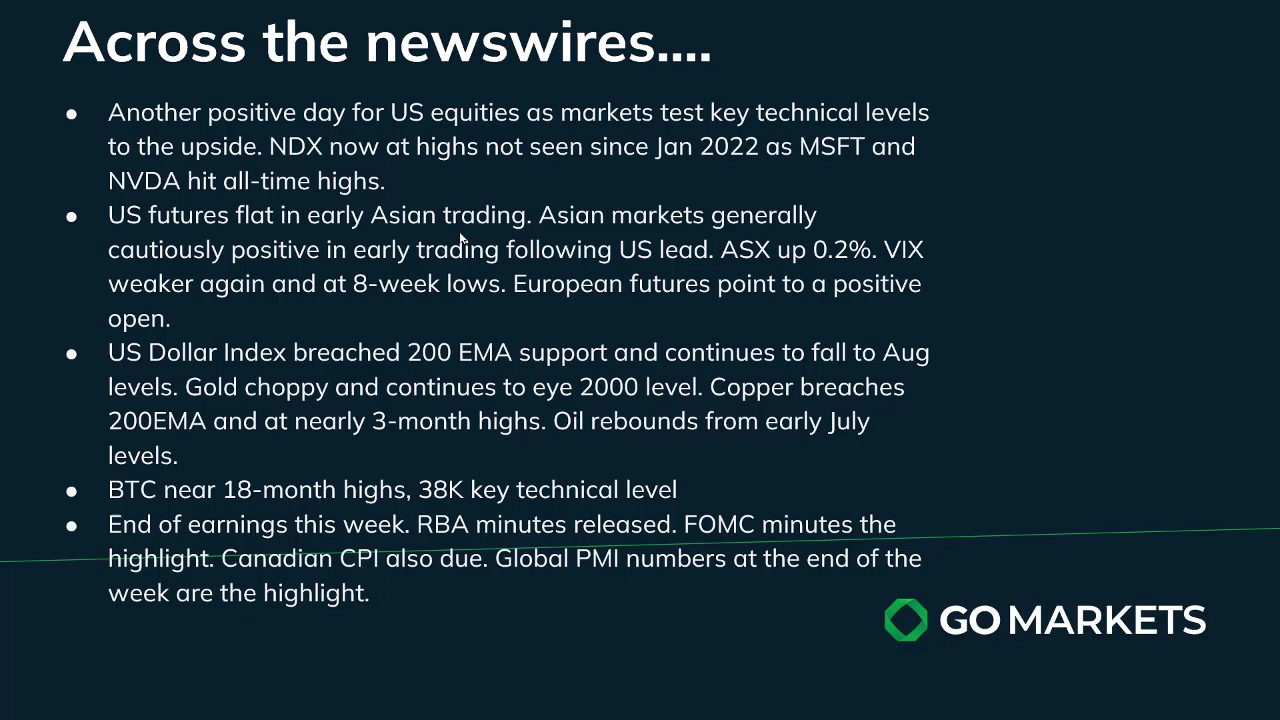 Across the newswires....
● Another positive day for US equities as markets test key technical levels
to the upside. NDX now at highs not seen since Jan 2022 as MSFT and
NVDA hit all-time highs.
● US futures flat in early Asian trading. Asian markets generally
cautiously positive in early trading following US lead. ASX up 0.2%. VIX
weaker again and at 8-week lows. European futures point to a positive
open.
● US Dollar Index breached 200 EMA support and continues to fall to Aug
levels. Gold choppy and continues to eye 2000 level. Copper breaches
200EMA and at nearly 3-month highs. Oil rebounds from early July
levels.
● BTC near 18-month highs, 38K key technical level
● End of earnings this week. RBA minutes released. FOMC minutes the
highlight. Canadian CPI also due. Global PMI numbers at the end of the
week are the highlight.
GO MARKETS